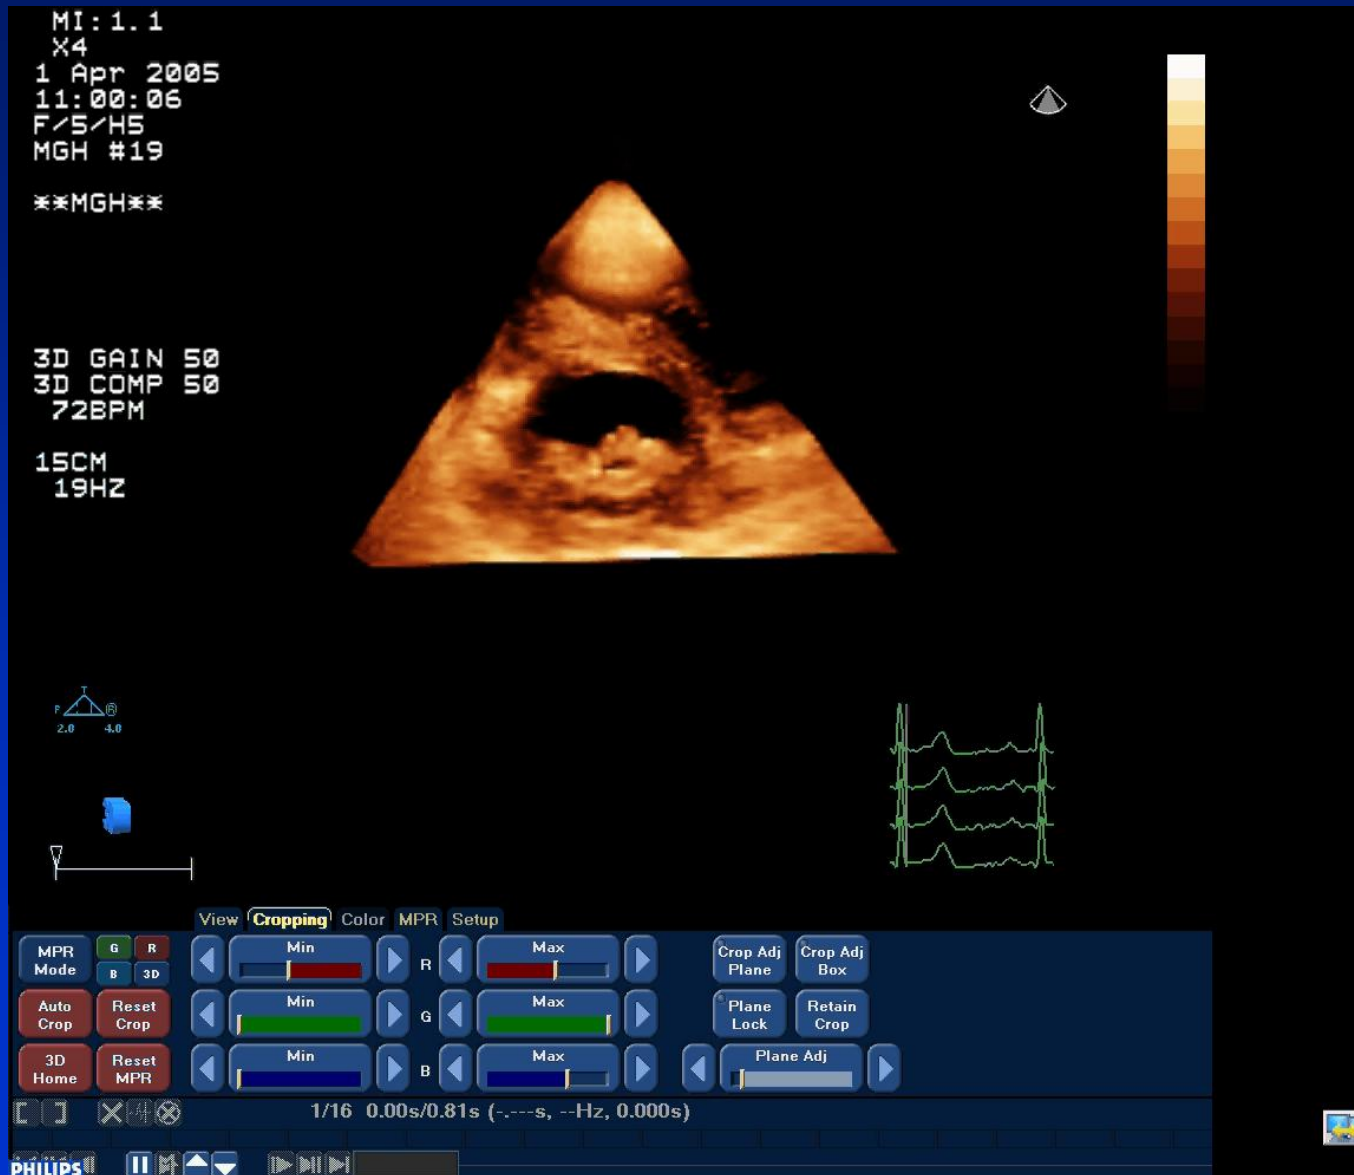 MI:1.1
X4
1 Apr 2005
11:00:06
F/5/H5
MGH #19
**MGH**
3D GAIN 50
3D COMP 50
72BPM
15CM
19HZ
T
P R
2.0 4.0
View Cropping Color MPR Setup
MPR Mode G R Min R Max Crop Adj Plane Crop Adj Box
B 3D
Auto Crop Reset Crop Min G Max Plane Lock Retain Crop
3D Home Reset MPR Min B Max Plane Adj
1/16 0.00s/0.81s (-.---s, --Hz, 0.000s)
PHILIPS